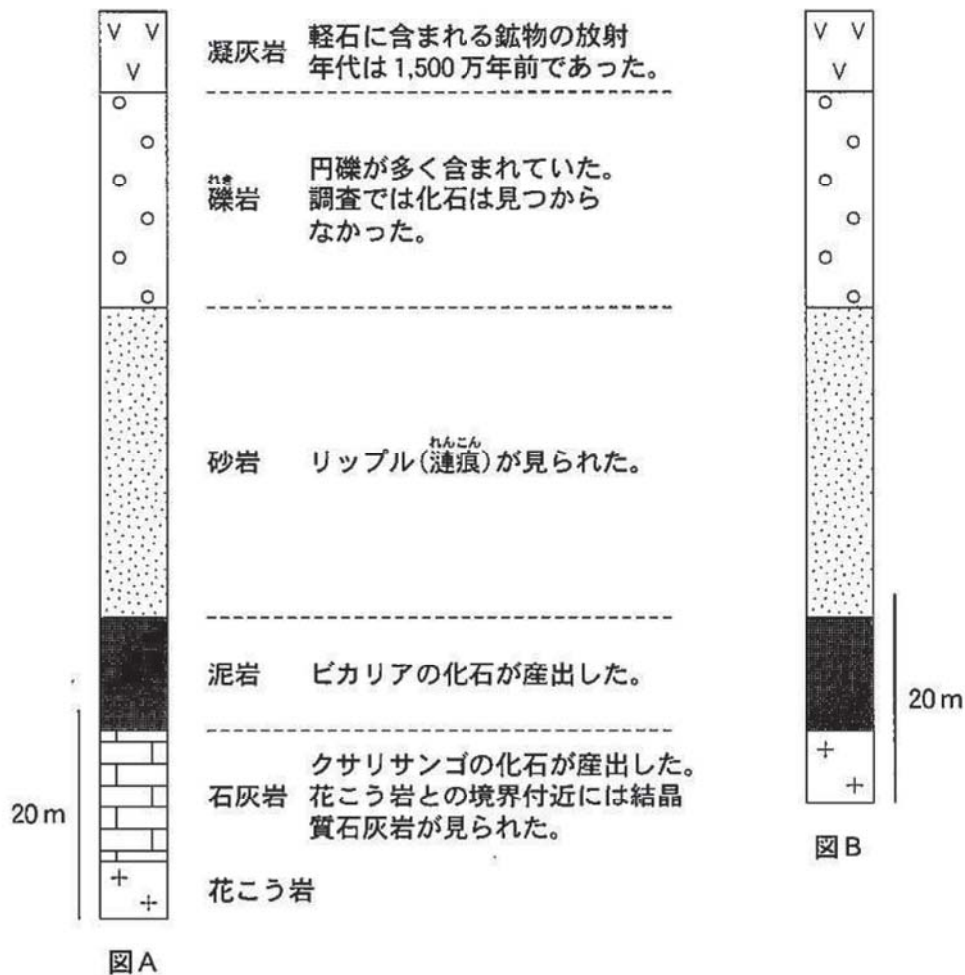 凝灰岩 軽石に含まれる鉱物の放射
年代は1,500万年前であった。
れき
礫岩 円礫が多く含まれていた。
調査では化石は見つから
なかった。
れんこん
砂岩 リップル(漣痕)が見られた。
泥岩 ビカリアの化石が産出した。
石灰岩 クサリサンゴの化石が産出した。
花こう岩との境界付近には結晶
質石灰岩が見られた。
花こう岩
20m
図A
20m
図B